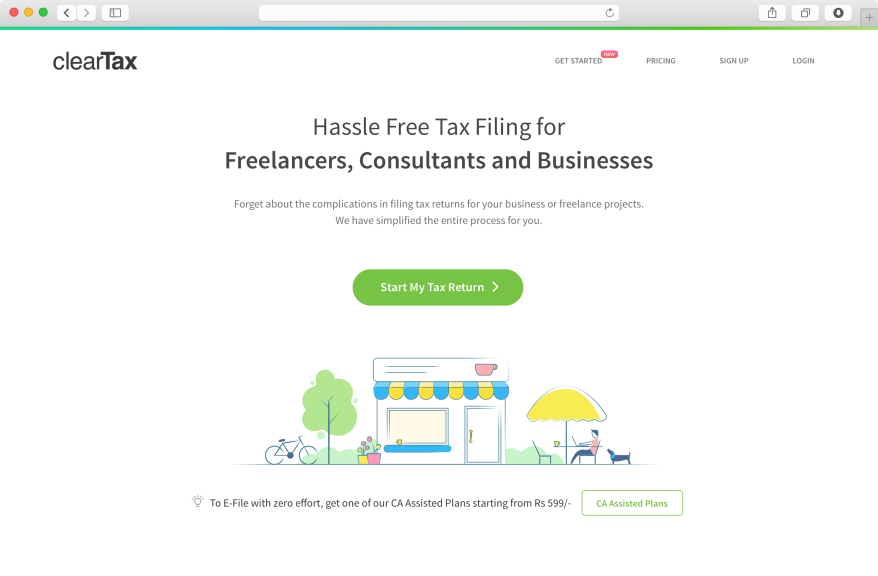 clearTax
GET STARTED
new
PRICING
SIGN UP
LOGIN
Hassle Free Tax Filing for
Freelancers, Consultants and Businesses
Forget about the complications in filing tax returns for your business or freelance projects.
We have simplified the entire process for you.
Start My Tax Return
To E-File with zero effort, get one of our CA Assisted Plans starting from Rs 599/-
CA Assisted Plans